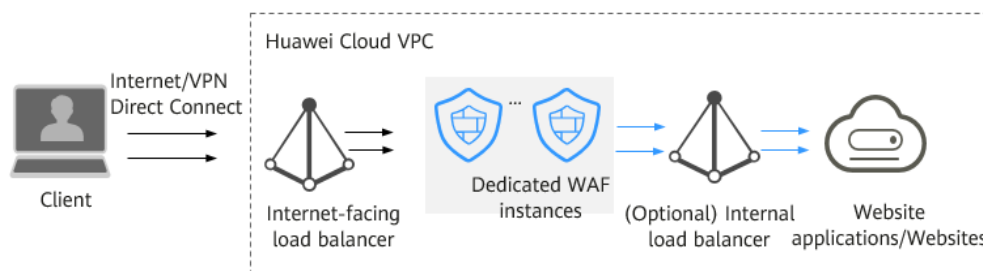 Huawei Cloud VPC
Internet/VPN
Direct Connect
Client
Internet-facing
load balancer
...
Dedicated WAF
instances
(Optional) Internal
load balancer
Website
applications/Websites